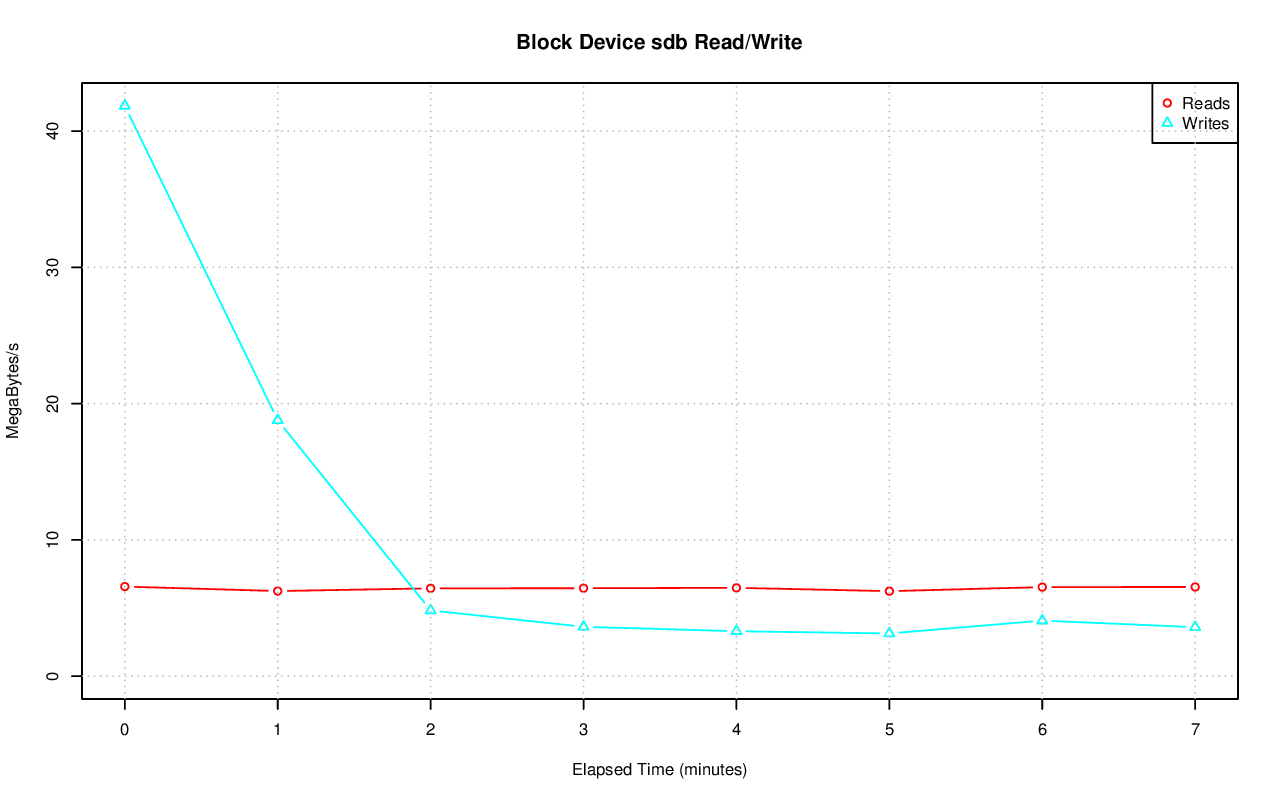 Block Device sdb Read/Write
Reads
Writes
MegaBytes/s
40
30
20
10
0
0 1 2 3 4 5 6 7
Elapsed Time (minutes)